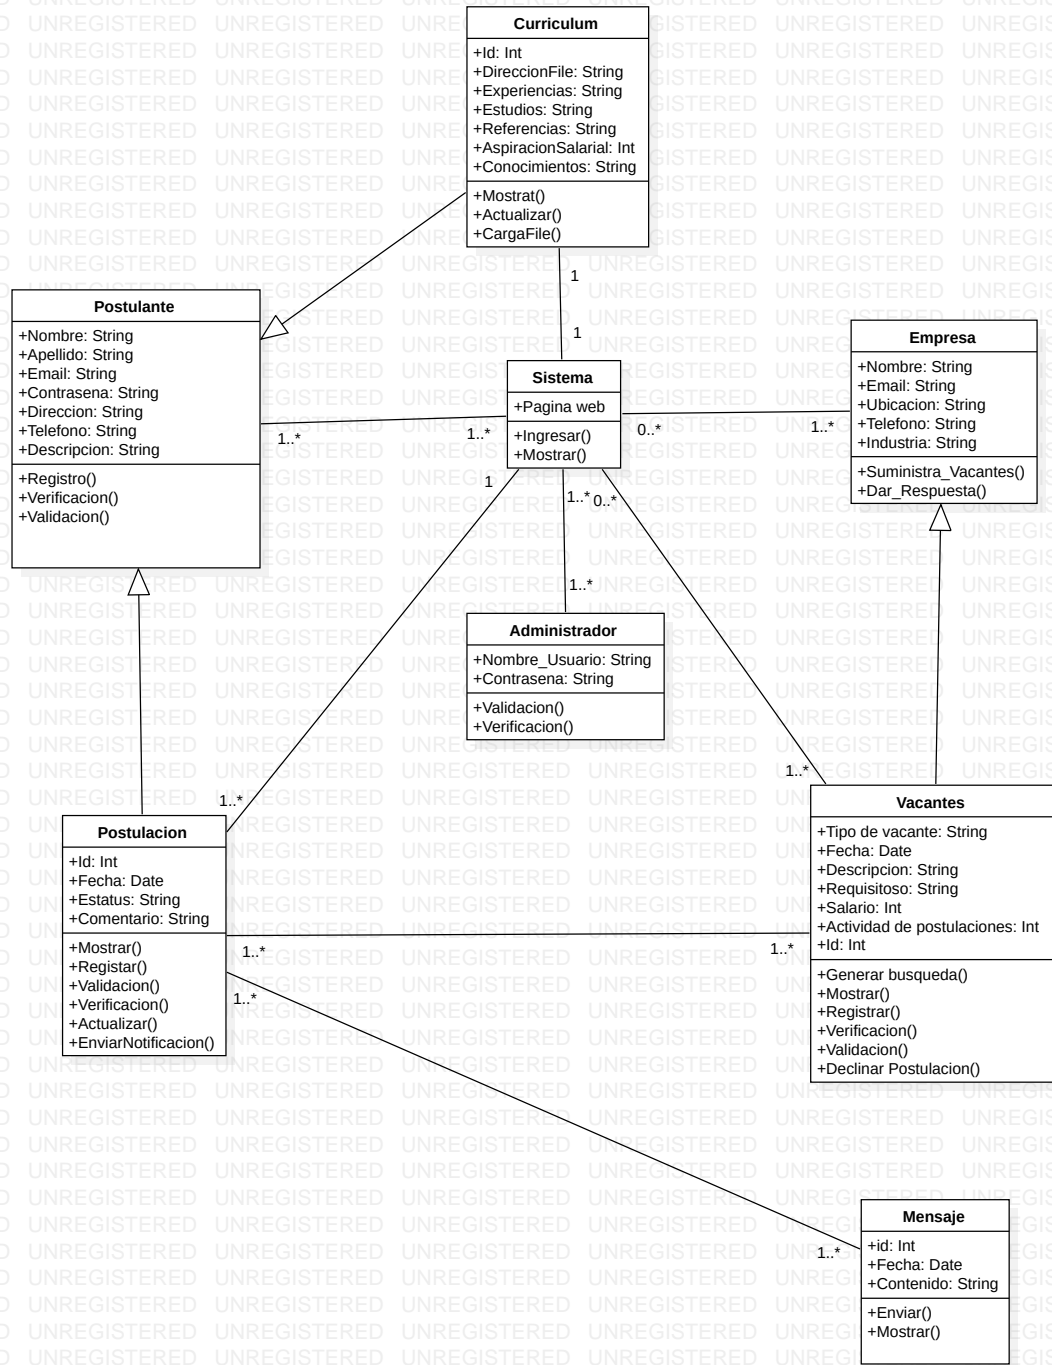 Curriculum
+Id: Int
+DireccionFile: String
+Experiencias: String
+Estudios: String
+Referencias: String
+AspiracionSalarial: Int
+Conocimientos: String
+Mostrat()
+Actualizar()
+CargaFile()
1
1
Postulante
+Nombre: String
+Apellido: String
+Email: String
+Contrasena: String
+Direccion: String
+Telefono: String
+Descripcion: String
+Registro()
+Verificacion()
+Validacion()
1..*
1..*
Sistema
+Pagina web
+Ingresar()
+Mostrar()
0..*
1..*
Empresa
+Nombre: String
+Email: String
+Ubicacion: String
+Telefono: String
+Industria: String
+Suministra_Vacantes()
+Dar_Respuesta()
1
1..*
0..*
1..*
Administrador
+Nombre_Usuario: String
+Contrasena: String
+Validacion()
+Verificacion()
1..*
1..*
Postulacion
+Id: Int
+Fecha: Date
+Estatus: String
+Comentario: String
+Mostrar()
+Registar()
+Validacion()
+Verificacion()
+Actualizar()
+EnviarNotificacion()
1..*
1..*
1..*
Vacantes
+Tipo de vacante: String
+Fecha: Date
+Descripcion: String
+Requisitoso: String
+Salario: Int
+Actividad de postulaciones: Int
+Id: Int
+Generar busqueda()
+Mostrar()
+Registrar()
+Verificacion()
+Validacion()
+Declinar Postulacion()
1..*
Mensaje
+id: Int
+Fecha: Date
+Contenido: String
+Enviar()
+Mostrar()
UNREGISTERED